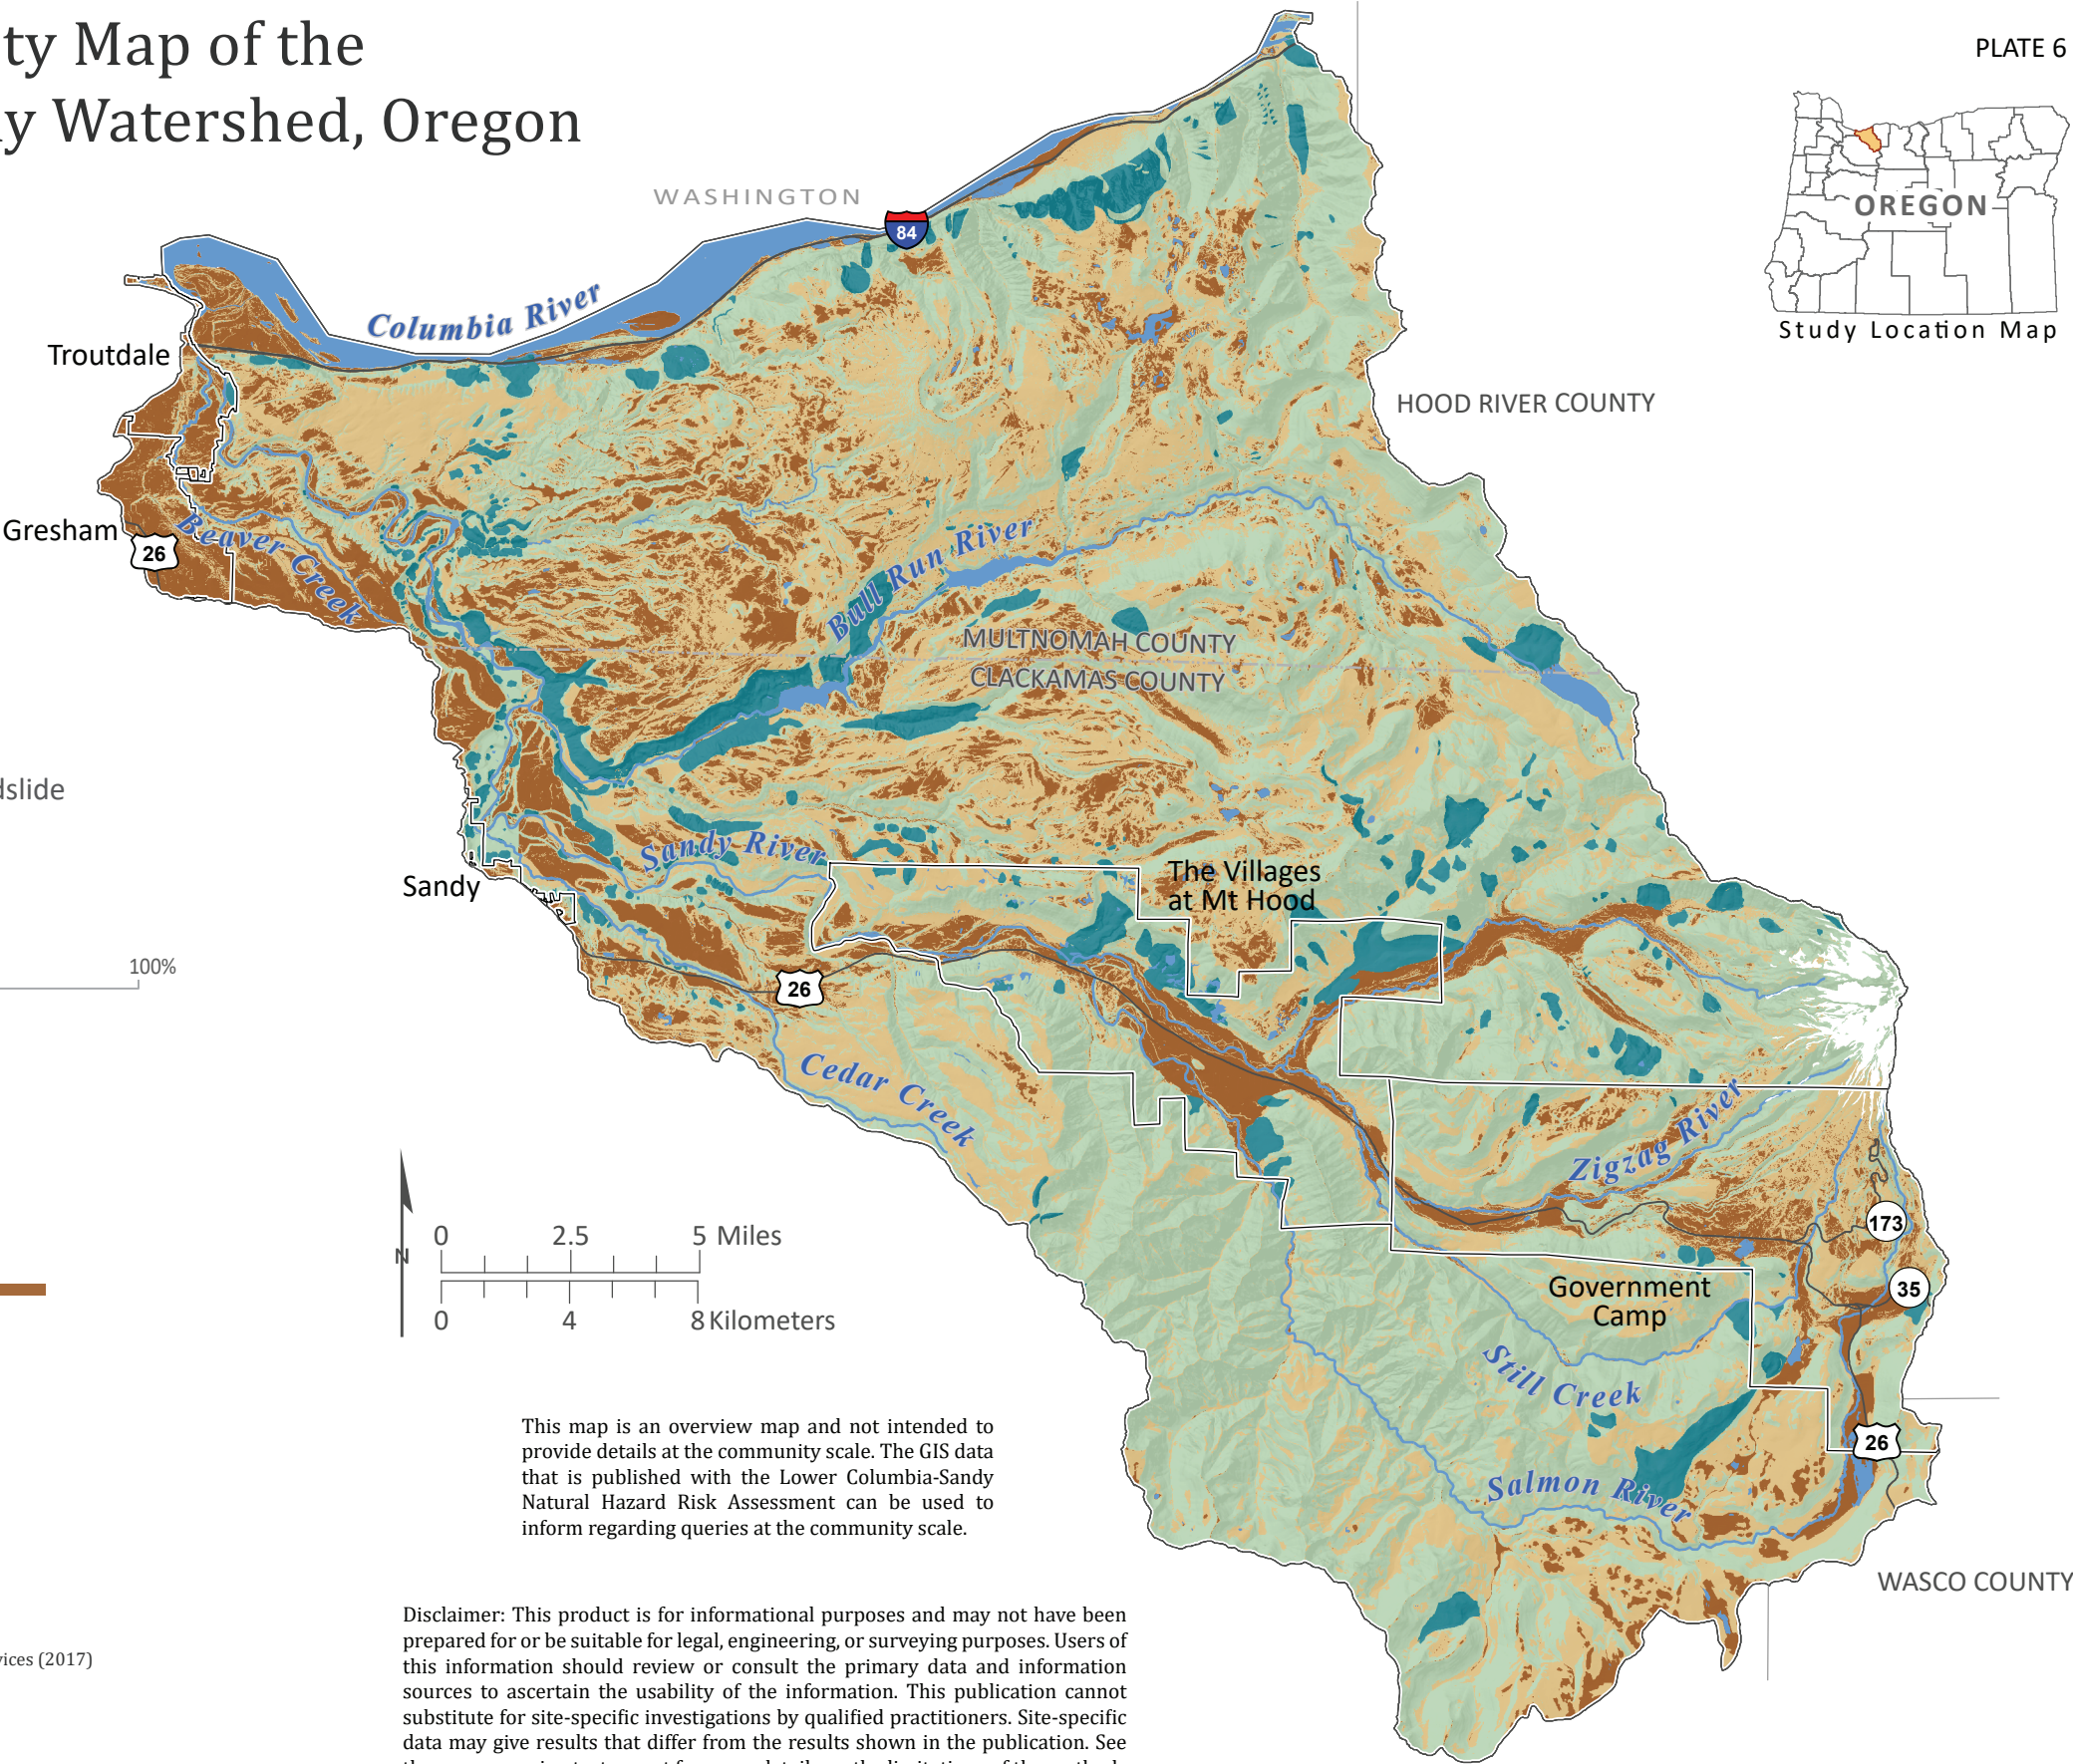 ty Map of the
y Watershed, Oregon
PLATE 6
OREGON
Study Location Map
WASHINGTON
84
Columbia River
Troutdale
HOOD RIVER COUNTY
Gresham
26
Beaver Creek
Bull Run River
MULTNOMAH COUNTY
CLACKAMAS COUNTY
dslide
Sandy River
The Villages
at Mt Hood
Sandy
100%
26
Cedar Creek
Zigzag River
173
N
0 2.5 5 Miles
0 4 8 Kilometers
Government
Camp
35
Still Creek
26
Salmon River
WASCO COUNTY
This map is an overview map and not intended to
provide details at the community scale. The GIS data
that is published with the Lower Columbia-Sandy
Natural Hazard Risk Assessment can be used to
inform regarding queries at the community scale.
vices (2017)
Disclaimer: This product is for informational purposes and may not have been
prepared for or be suitable for legal, engineering, or surveying purposes. Users of
this information should review or consult the primary data and information
sources to ascertain the usability of the information. This publication cannot
substitute for site-specific investigations by qualified practitioners. Site-specific
data may give results that differ from the results shown in the publication. See